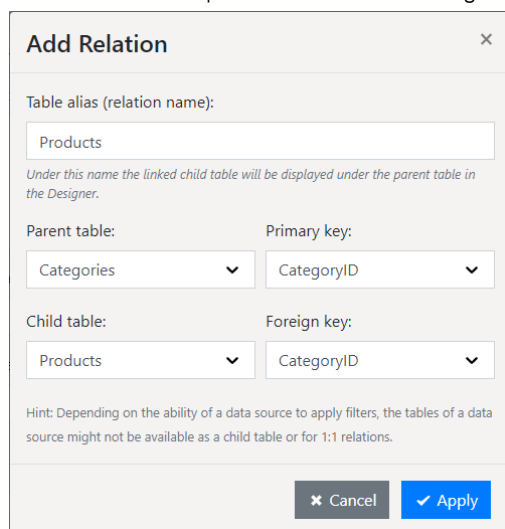 Add Relation
×
Table alias (relation name):
Products
Under this name the linked child table will be displayed under the parent table in
the Designer.
Parent table:
Primary key:
Categories
CategoryID
Child table:
Foreign key:
Products
CategoryID
Hint: Depending on the ability of a data source to apply filters, the tables of a data
source might not be available as a child table or for 1:1 relations.
Cancel
Apply